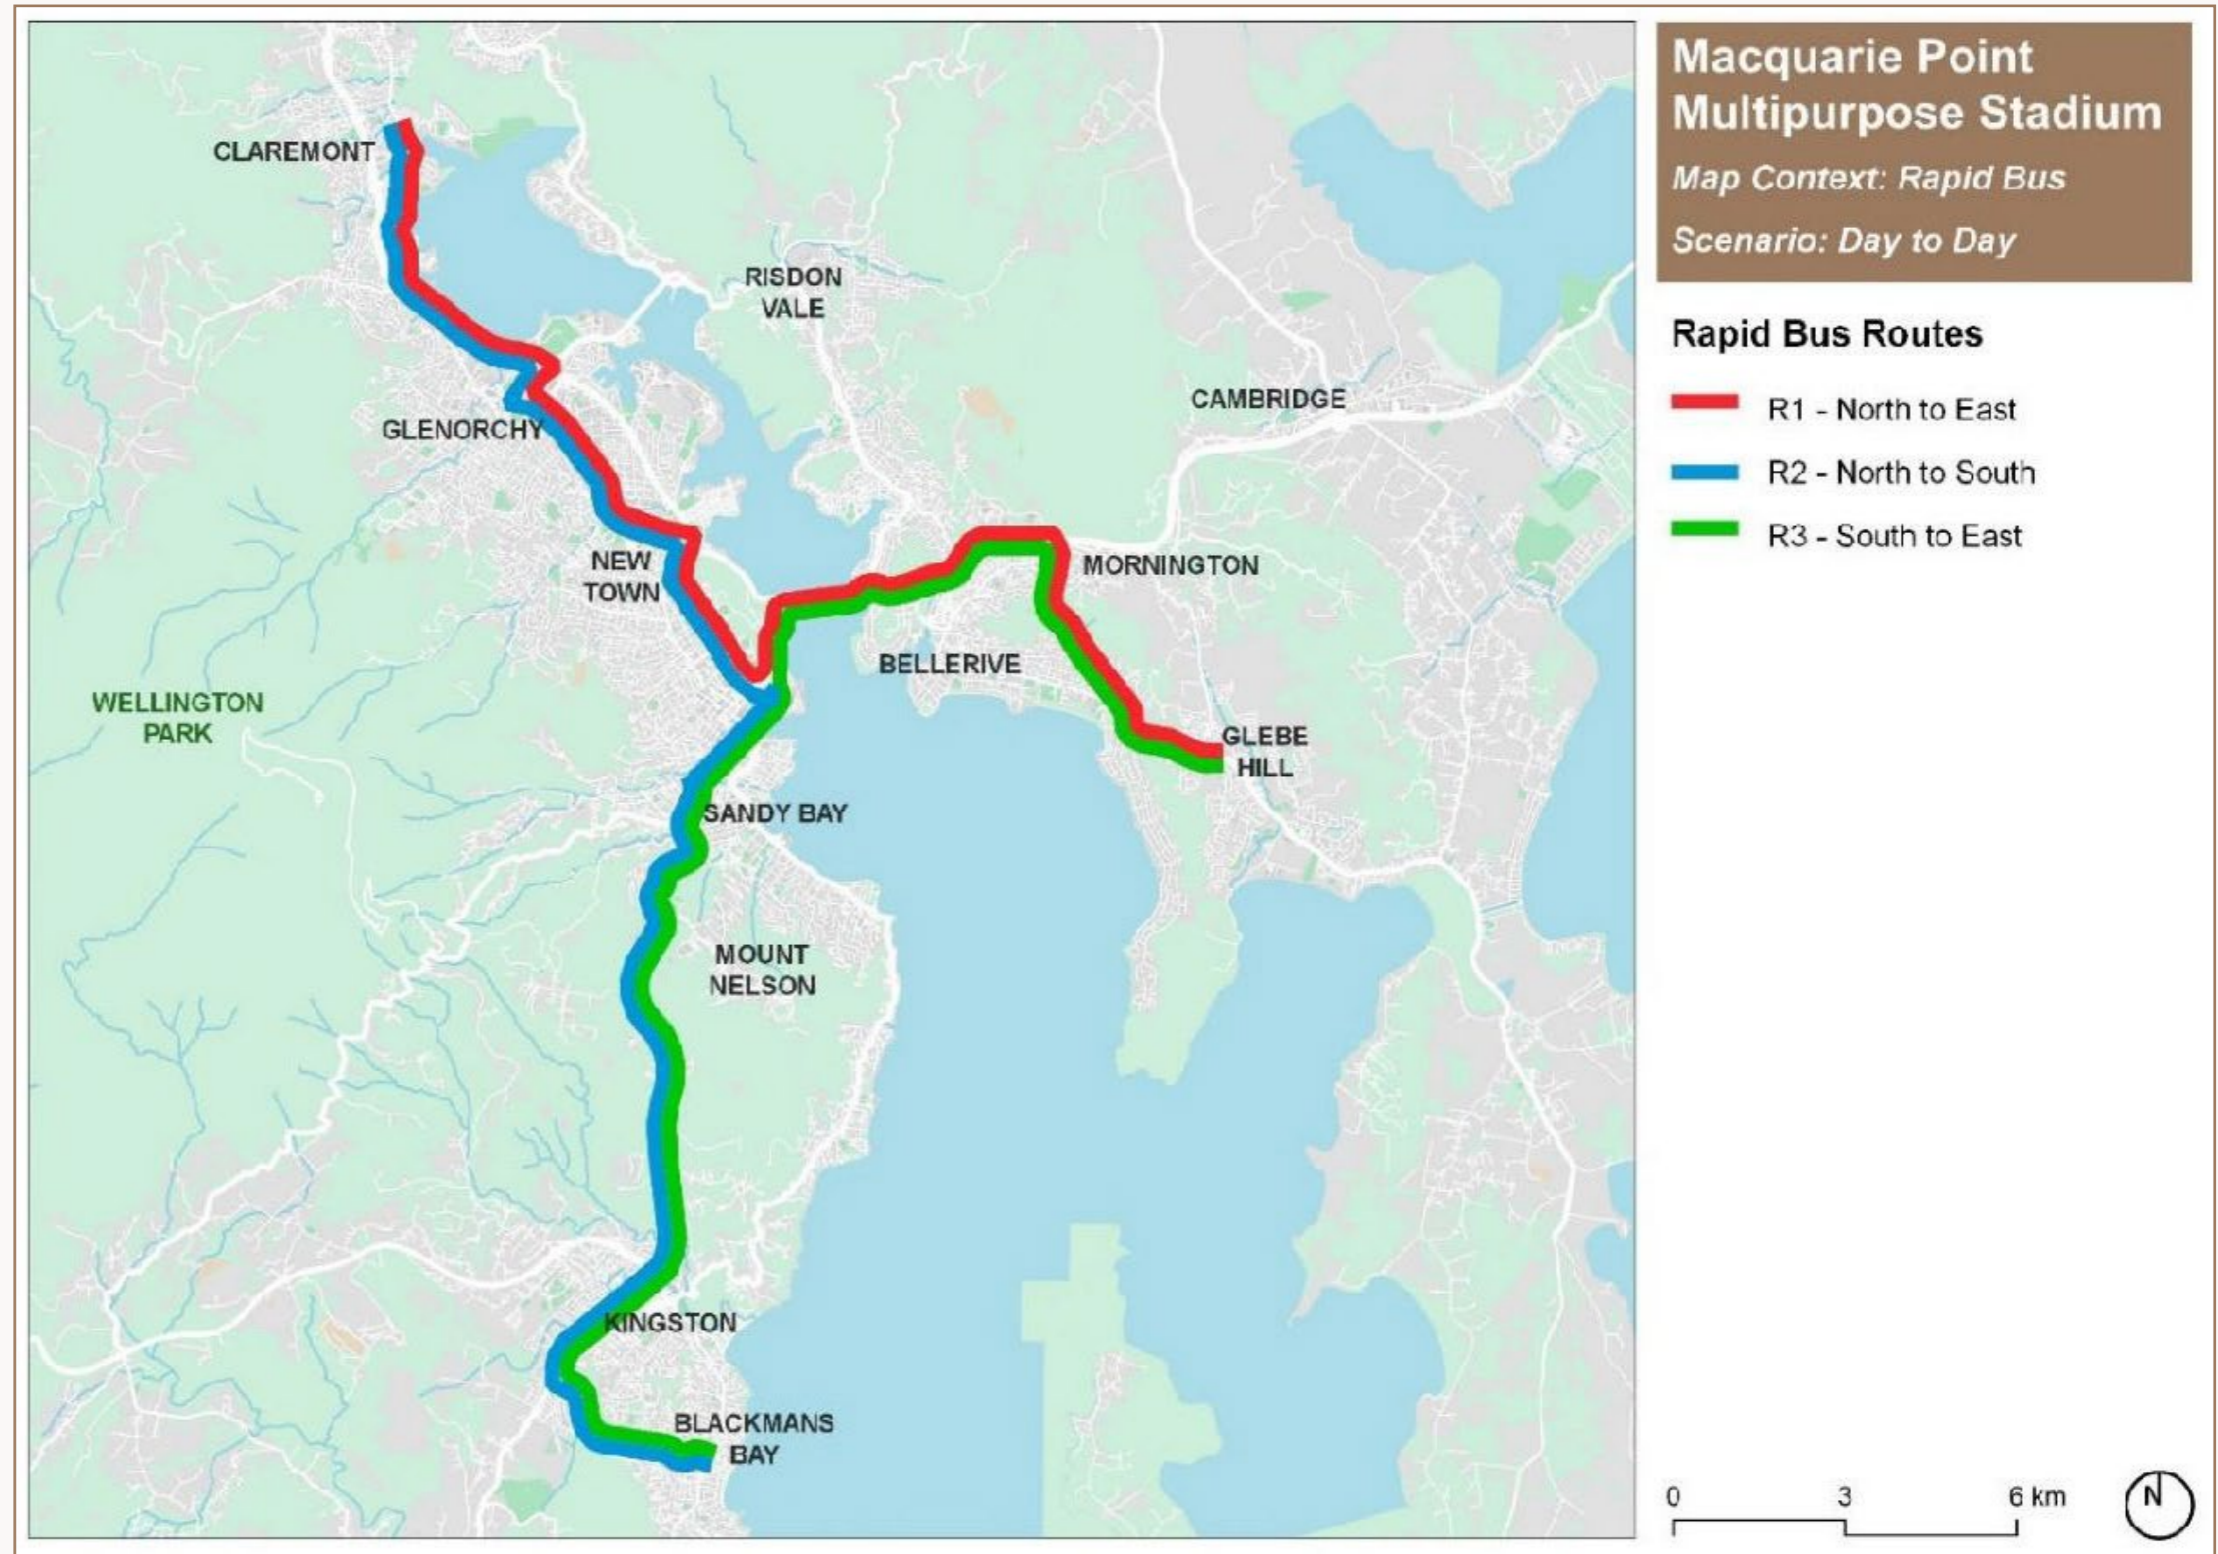 Macquarie Point
Multipurpose Stadium
Map Context: Rapid Bus
Scenario: Day to Day
Rapid Bus Routes
R1 - North to East
R2 - North to South
R3 - South to East
CLAREMONT
RISDON
VALE
CAMBRIDGE
GLENORCHY
NEW
TOWN
MORNINGTON
BELLERIVE
WELLINGTON
PARK
GLEBE
HILL
SANDY BAY
MOUNT
NELSON
KINGSTON
BLACKMANS
BAY
0 3 6 km
N